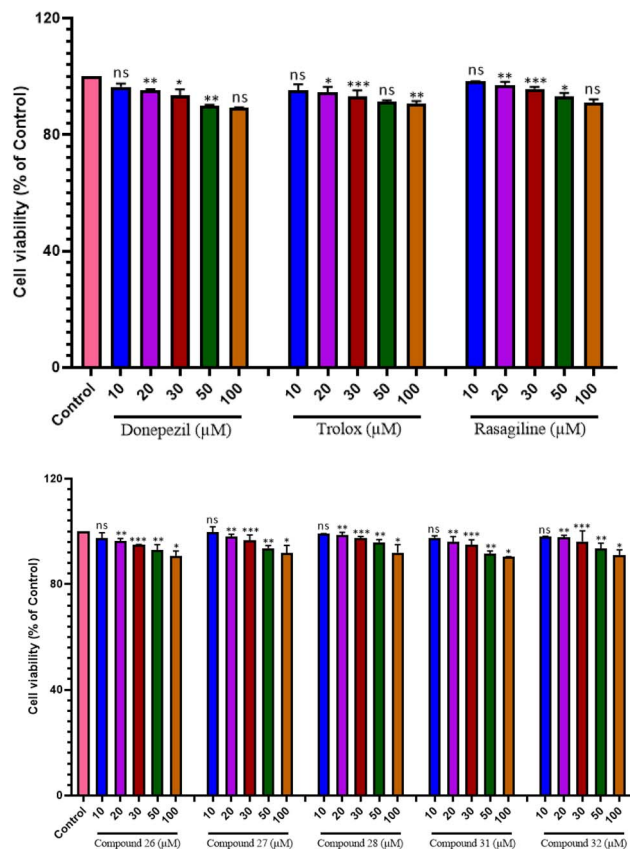 120
ns
ns
ns
** *
* ***
** ***
** ns
ns **
* ns
80
40
0
Cell viability (% of Control)
Control 10 20 30 50 100 10 20 30 50 100 10 20 30 50 100
Donepezil (µM) Trolox (µM) Rasagiline (µM)
120
ns ** *** ** * ns ** *** ** * ns ** *** ** * ns ** *** ** * ns ** *** ** *
80
40
0
Cell viability (% of Control)
Control 10 20 30 50 100 10 20 30 50 100 10 20 30 50 100 10 20 30 50 100 10 20 30 50 100
Compound 26 (µM) Compound 27 (µM) Compound 28 (µM) Compound 31 (µM) Compound 32 (µM)